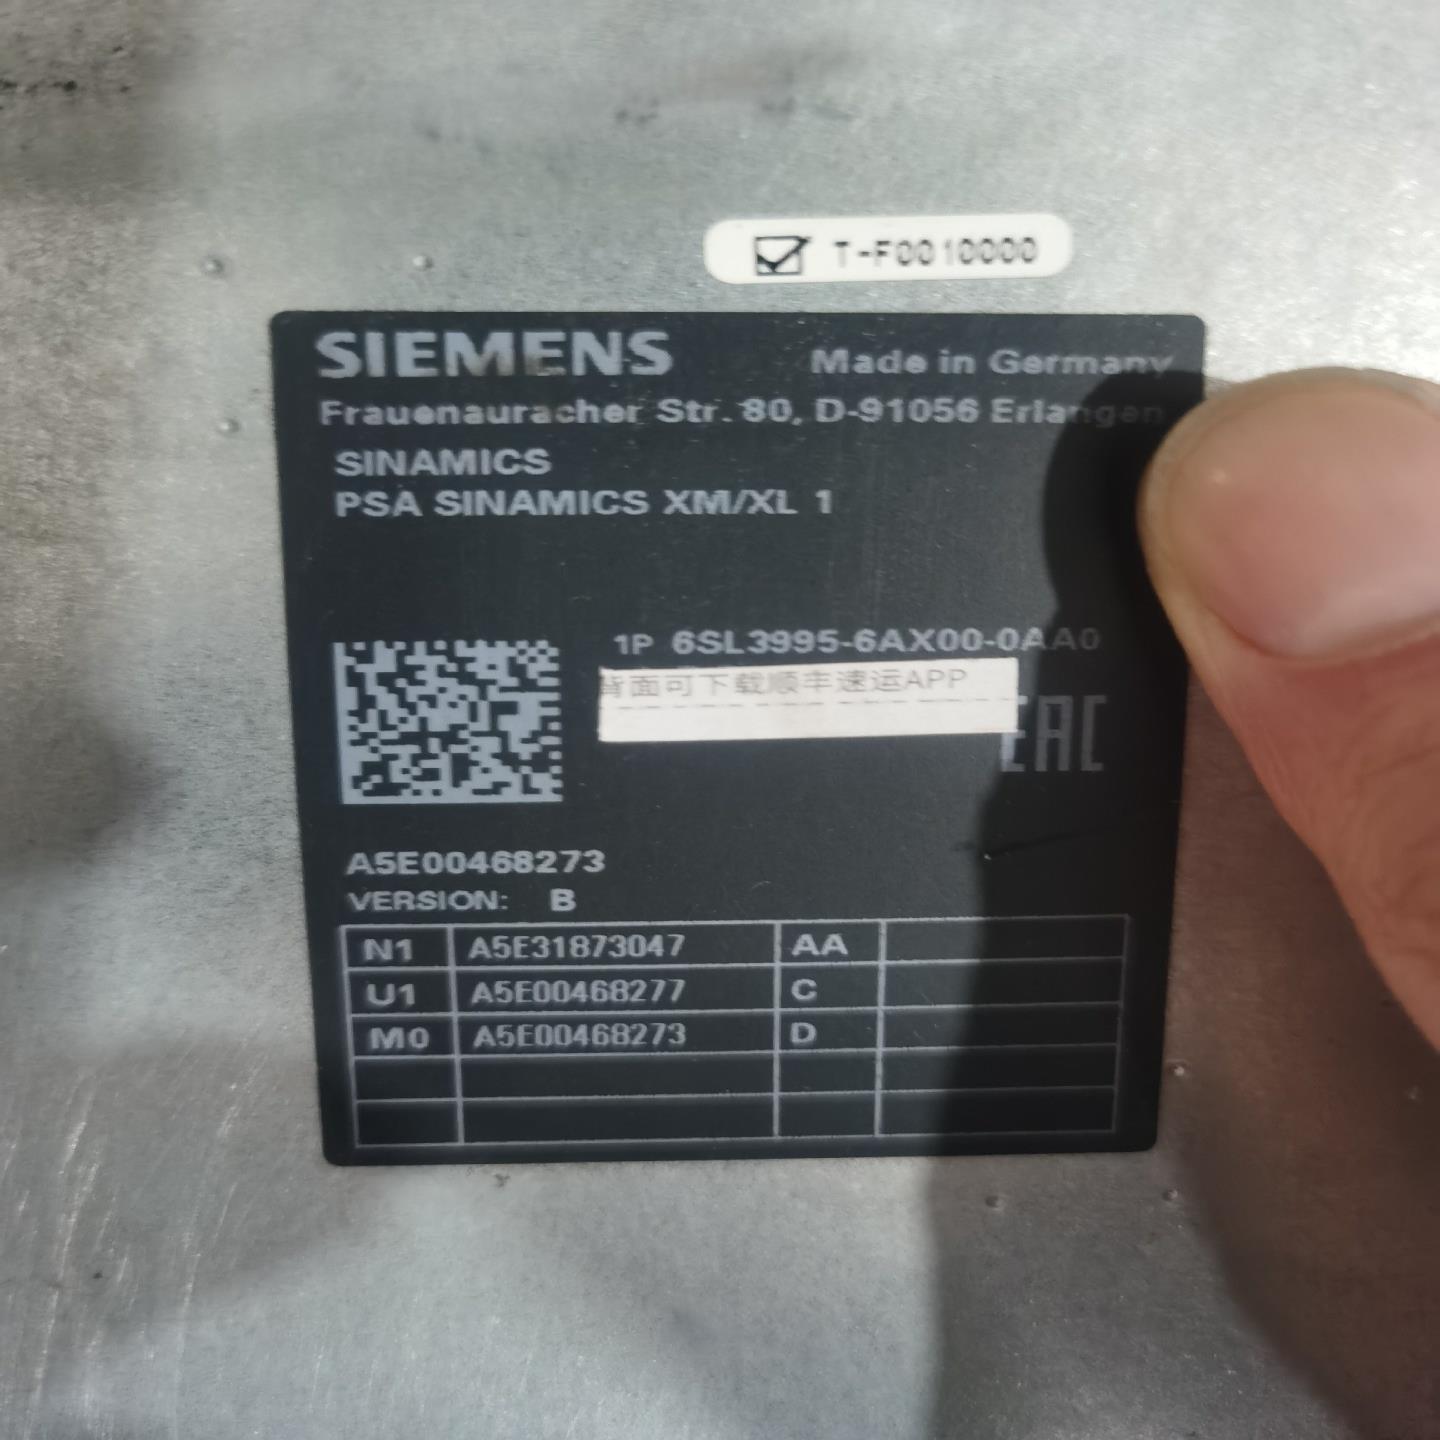 T-F0010000
SIEMENS
Made in Germany
Frauenauracher Str. 80, D-91056 Erlangen
SINAMICS
PSA SINAMICS XM/XL 1
1P 6SL3995-6AX00-0AA0
背面可下载顺丰速运APP
EAC
A5E00468273
VERSION: B
N1 A5E31873047 AA
U1 A5E00468277 C
M0 A5E00468273 D